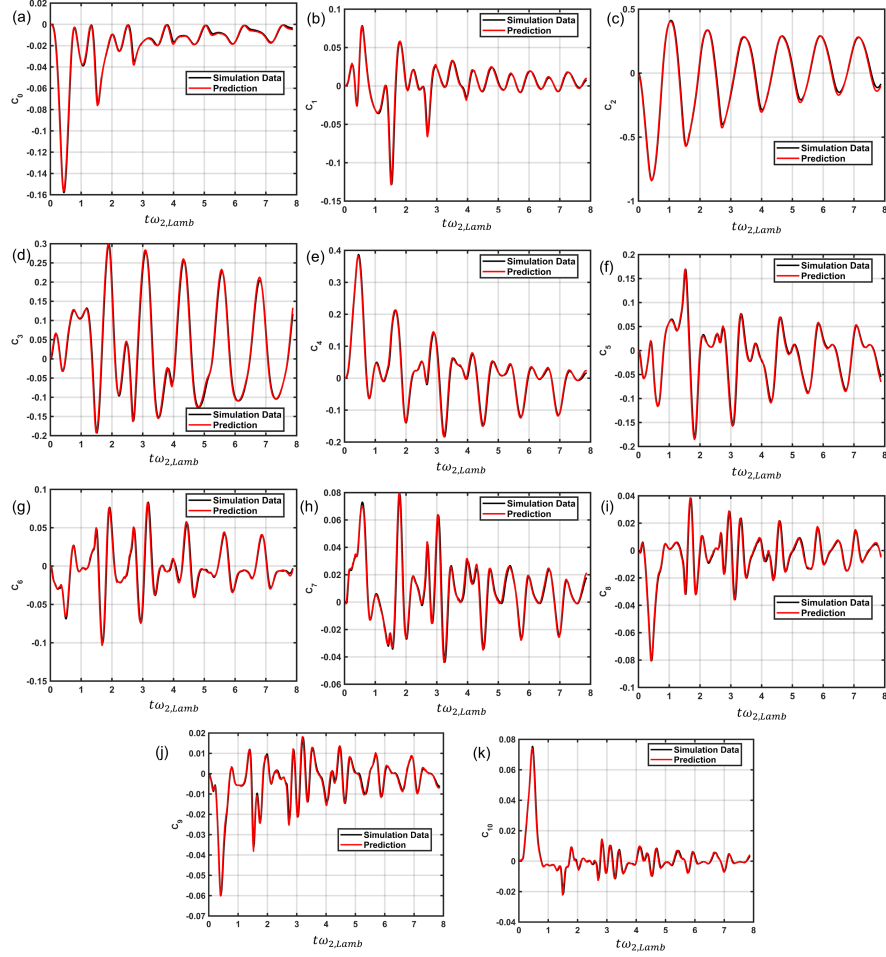 (a)
0
-0.02
-0.04
-0.06
-0.08
-0.1
-0.12
-0.14
-0.16
C0
Simulation Data
Prediction
0 1 2 3 4 5 6 7 8
tω2,Lamb
(b)
0.1
0.05
0
-0.05
-0.1
-0.15
C1
Simulation Data
Prediction
0 1 2 3 4 5 6 7 8
tω2,Lamb
(c)
0.5
0
-0.5
-1
C2
Simulation Data
Prediction
0 1 2 3 4 5 6 7 8
tω2,Lamb
(d)
0.3
0.25
0.2
0.15
0.1
0.05
0
-0.05
-0.1
-0.15
-0.2
C3
Simulation Data
Prediction
0 1 2 3 4 5 6 7 8
tω2,Lamb
(e)
0.4
0.3
0.2
0.1
0
-0.1
-0.2
C4
Simulation Data
Prediction
0 1 2 3 4 5 6 7 8
tω2,Lamb
(f)
0.2
0.15
0.1
0.05
0
-0.05
-0.1
-0.15
-0.2
C5
Simulation Data
Prediction
0 1 2 3 4 5 6 7 8
tω2,Lamb
(g)
0.1
0.05
0
-0.05
-0.1
-0.15
C6
Simulation Data
Prediction
0 1 2 3 4 5 6 7 8
tω2,Lamb
(h)
0.08
0.06
0.04
0.02
0
-0.02
-0.04
-0.06
C7
Simulation Data
Prediction
0 1 2 3 4 5 6 7 8
tω2,Lamb
(i)
0.04
0.02
0
-0.02
-0.04
-0.06
-0.08
-0.1
C8
Simulation Data
Prediction
0 1 2 3 4 5 6 7 8
tω2,Lamb
(j)
0.02
0.01
0
-0.01
-0.02
-0.03
-0.04
-0.05
-0.06
-0.07
C9
Simulation Data
Prediction
0 1 2 3 4 5 6 7 8
tω2,Lamb
(k)
0.08
0.06
0.04
0.02
0
-0.02
-0.04
C10
Simulation Data
Prediction
0 1 2 3 4 5 6 7 8
tω2,Lamb